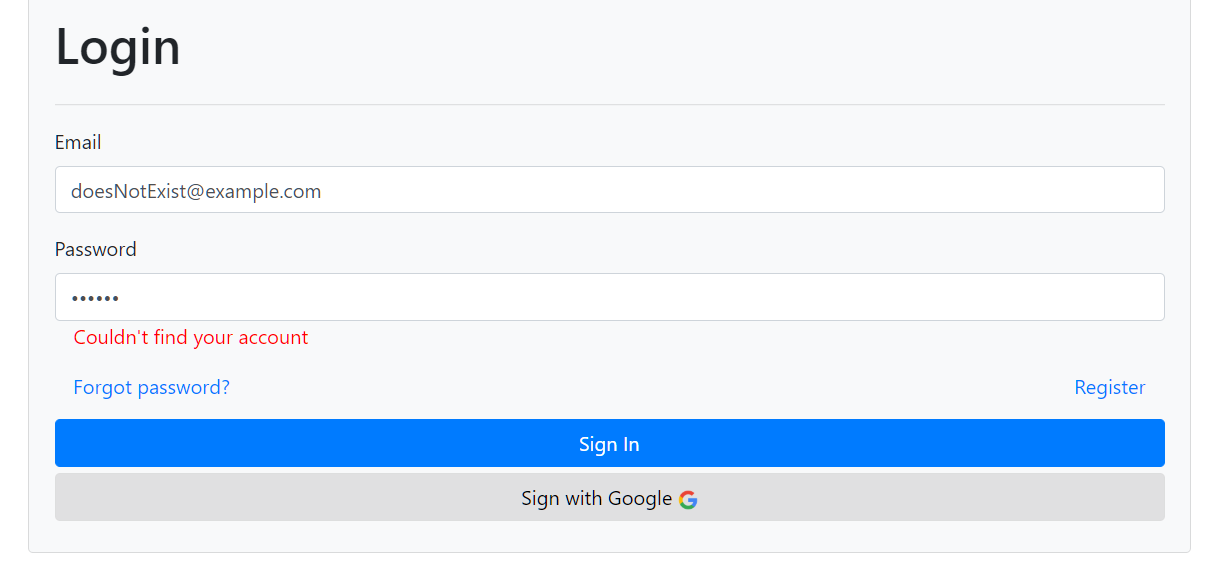 Login
Email
doesNotExist@example.com
Password
••••••
Couldn't find your account
Forgot password? Register
Sign In
Sign with Google